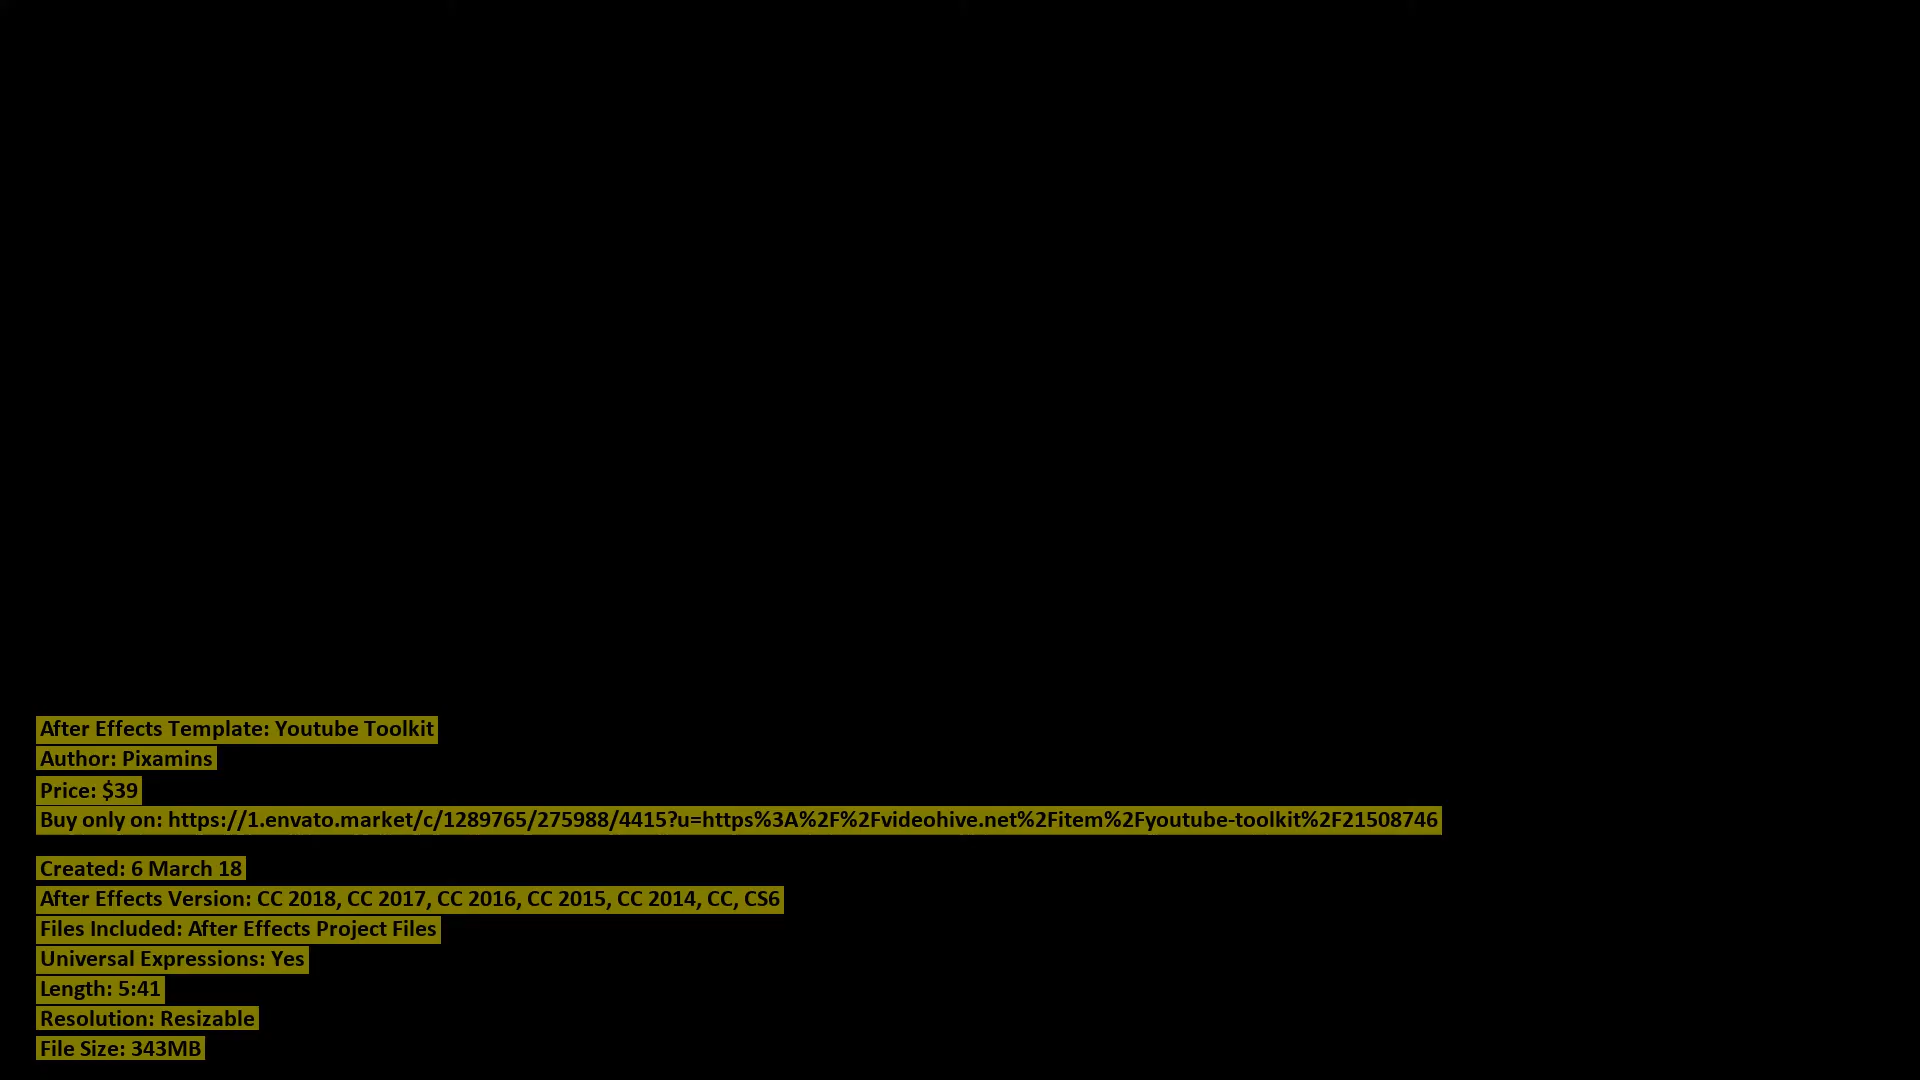 After Effects Template: Youtube Toolkit
Author: Pixamins
Price: $39
Buy only on: https://1.envato.market/c/1289765/275988/4415?u=https%3A%2F%2Fvideohive.net%2Fitem%2Fyoutube-toolkit%2F21508746
Created: 6 March 18
After Effects Version: CC 2018, CC 2017, CC 2016, CC 2015, CC 2014, CC, CS6
Files Included: After Effects Project Files
Universal Expressions: Yes
Length: 5:41
Resolution: Resizable
File Size: 343MB